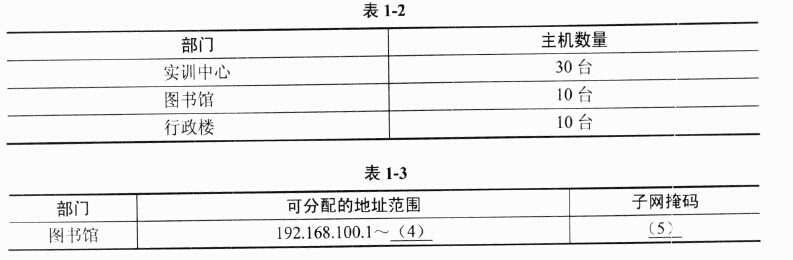 表 1-2
部门 主机数量
实训中心 30 台
图书馆 10 台
行政楼 10 台
表 1-3
部门 可分配的地址范围 子网掩码
图书馆 192.168.100.1～（4） （5）